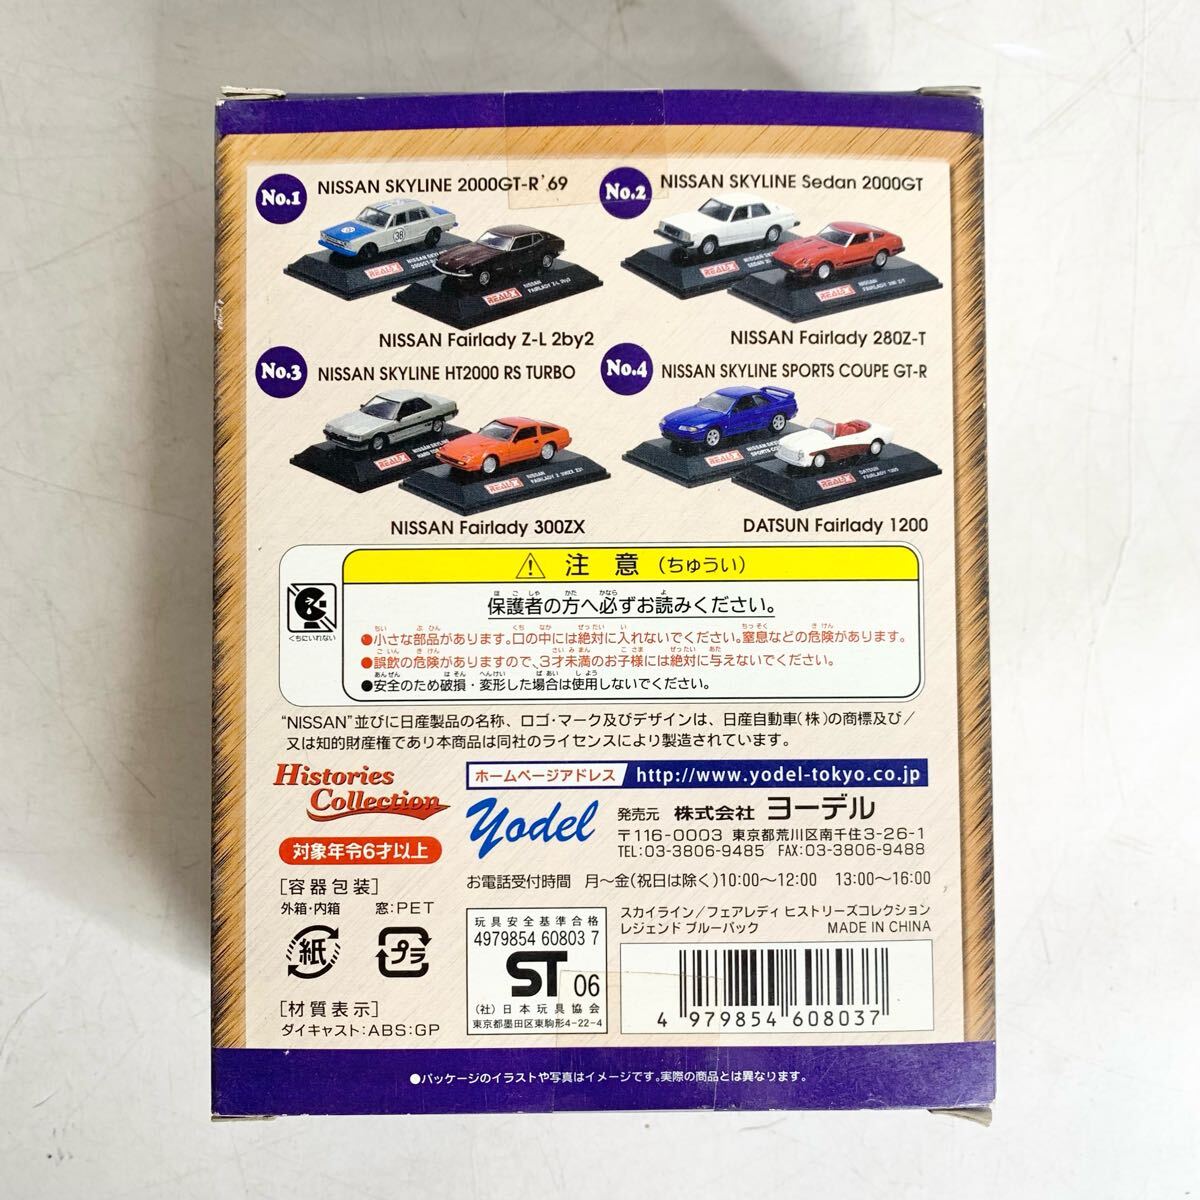 No.1 NISSAN SKYLINE 2000GT-R'69
NISSAN Fairlady Z-L 2by2
No.2 NISSAN SKYLINE Sedan 2000GT
NISSAN Fairlady 280Z-T
No.3 NISSAN SKYLINE HT2000 RS TURBO
NISSAN Fairlady 300ZX
No.4 NISSAN SKYLINE SPORTS COUPE GT-R
DATSUN Fairlady 1200
REAL-X
REAL-X
REAL-X
REAL-X
REAL-X
REAL-X
REAL-X
REAL-X
くちにいれない
注意(ちゅうい)
保護者の方へ必ずお読みください。
●小さな部品があります。口の中には絶対に入れないでください。窒息などの危険があります。
●誤飲の危険がありますので、3才未満のお子様には絶対に与えないでください。
●安全のため破損・変形した場合は使用しないでください。
“NISSAN”並びに日産製品の名称、ロゴ・マーク及びデザインは、日産自動車(株)の商標及び/
又は知的財産権であり本商品は同社のライセンスにより製造されています。
Histories
Collection
対象年令6才以上
ホームページアドレス http://www.yodel-tokyo.co.jp
yodel
発売元 株式会社 ヨーデル
〒116-0003 東京都荒川区南千住3-26-1
TEL:03-3806-9485 FAX:03-3806-9488
お電話受付時間 月～金(祝日は除く)10:00～12:00 13:00～16:00
[容器包装]
外箱・内箱 窓:PET
紙 プラ
[材質表示]
ダイキャスト:ABS:GP
玩具安全基準合格
4979854 60803 7
ST 06
(社)日本玩具協会
東京都墨田区東駒形4-22-4
スカイライン/フェアレディ ヒストリーズコレクション
レジェンド ブルーバック MADE IN CHINA
4 979854 608037
●パッケージのイラストや写真はイメージです。実際の商品とは異なります。